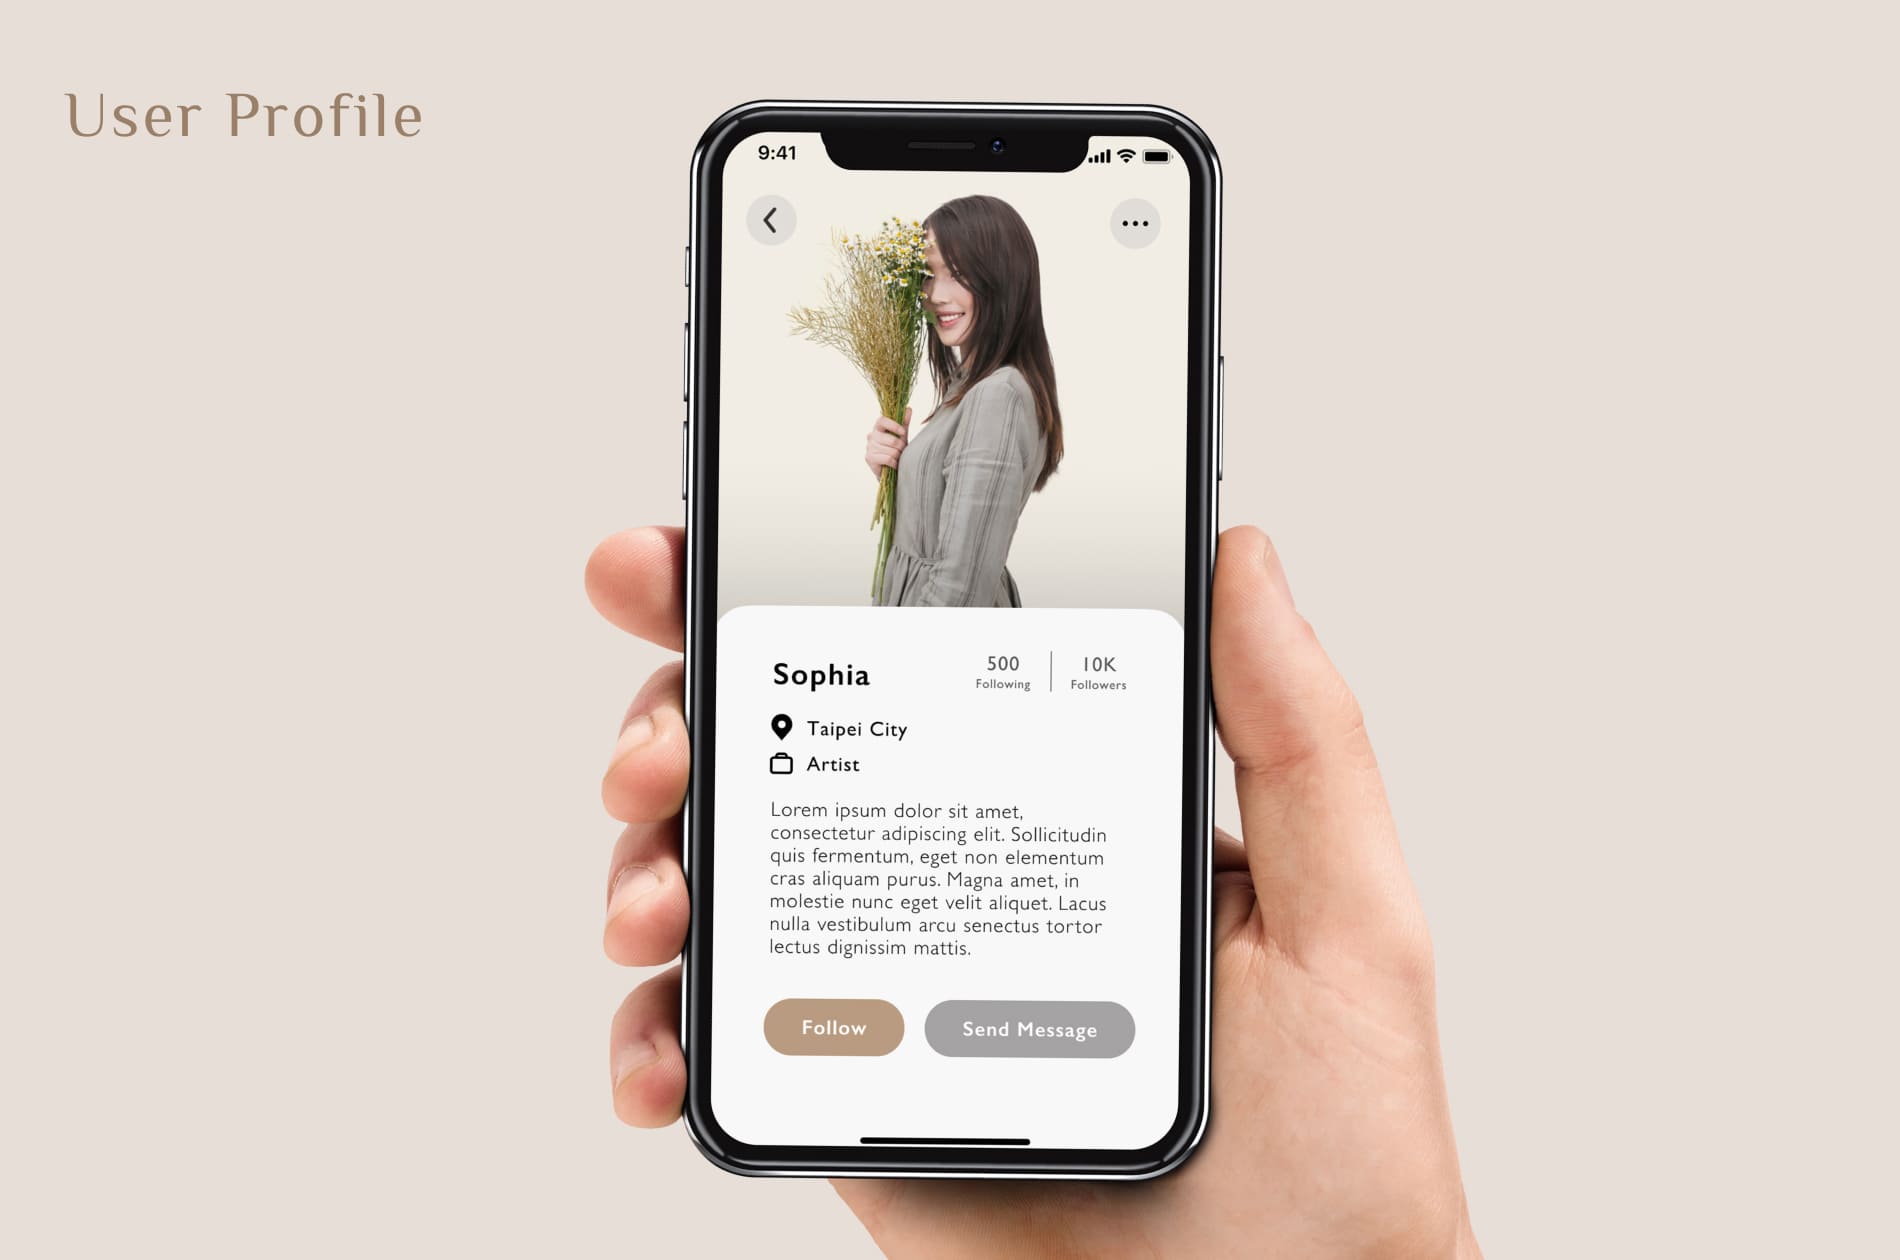 User Profile
9:41
Sophia
500
Following
10K
Followers
Taipei City
Artist
Lorem ipsum dolor sit amet,
consectetur adipiscing elit. Sollicitudin
quis fermentum, eget non elementum
cras aliquam purus. Magna amet, in
molestie nunc eget velit aliquet. Lacus
nulla vestibulum arcu senectus tortor
lectus dignissim mattis.
Follow
Send Message